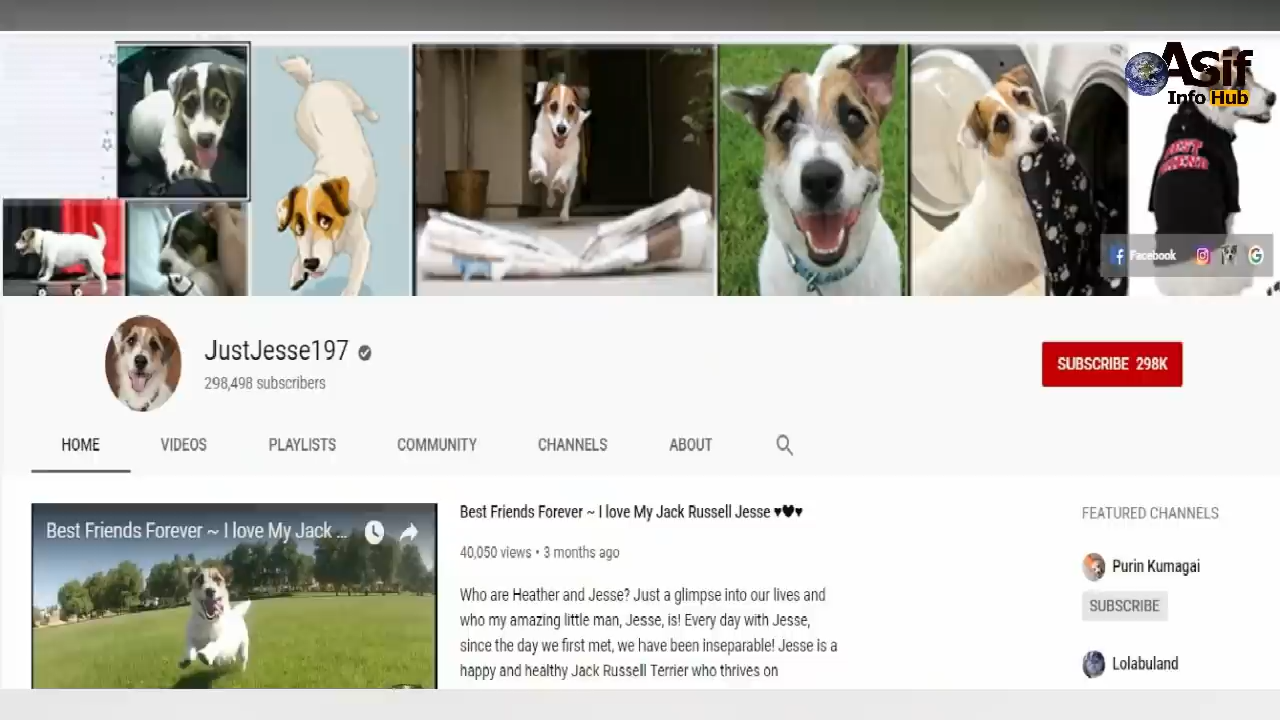 Asif
Info Hub
BEST
FRIEND
Facebook
JustJesse197
298,498 subscribers
SUBSCRIBE 298K
HOME VIDEOS PLAYLISTS COMMUNITY CHANNELS ABOUT
Best Friends Forever ~ I love My Jack ...
Best Friends Forever ~ I love My Jack Russell Jesse ♥♥♥
40,050 views • 3 months ago
Who are Heather and Jesse? Just a glimpse into our lives and
who my amazing little man, Jesse, is! Every day with Jesse,
since the day we first met, we have been inseparable! Jesse is a
happy and healthy Jack Russell Terrier who thrives on
FEATURED CHANNELS
Purin Kumagai
SUBSCRIBE
Lolabuland